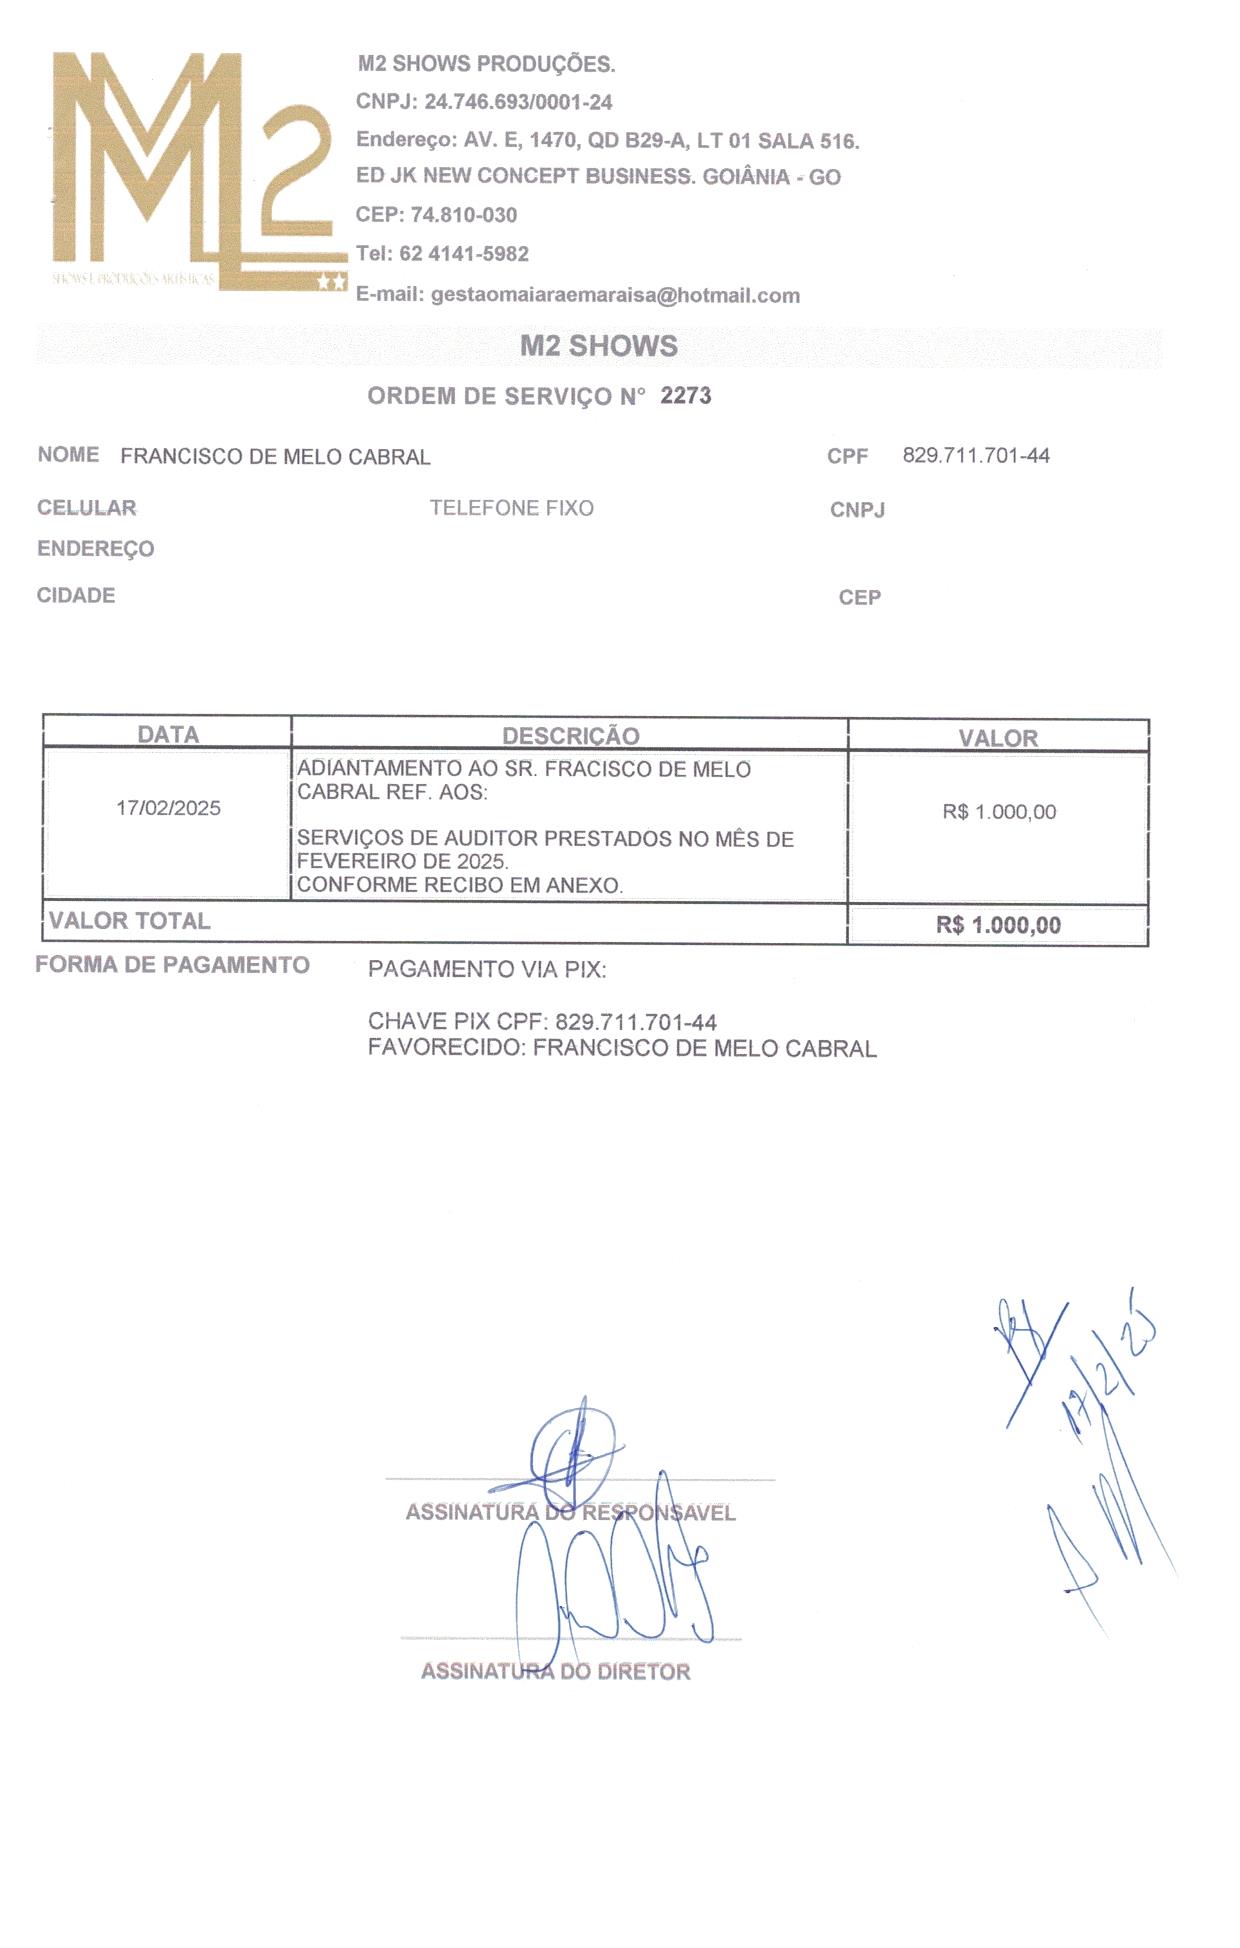 M2
SHOWS E PRODUÇÕES ARTÍSTICAS
M2 SHOWS PRODUÇÕES.
CNPJ: 24.746.693/0001-24
Endereço: AV. E, 1470, QD B29-A, LT 01 SALA 516.
ED JK NEW CONCEPT BUSINESS. GOIÂNIA - GO
CEP: 74.810-030
Tel: 62 4141-5982
E-mail: gestaomaiaraemaraisa@hotmail.com
M2 SHOWS
ORDEM DE SERVIÇO N° 2273
NOME FRANCISCO DE MELO CABRAL CPF 829.711.701-44
CELULAR TELEFONE FIXO CNPJ
ENDEREÇO
CIDADE CEP
DATA DESCRIÇÃO VALOR
ADIANTAMENTO AO SR. FRACISCO DE MELO
CABRAL REF. AOS:
17/02/2025 R$ 1.000,00
SERVIÇOS DE AUDITOR PRESTADOS NO MÊS DE
FEVEREIRO DE 2025.
CONFORME RECIBO EM ANEXO.
VALOR TOTAL R$ 1.000,00
FORMA DE PAGAMENTO PAGAMENTO VIA PIX:
CHAVE PIX CPF: 829.711.701-44
FAVORECIDO: FRANCISCO DE MELO CABRAL
17/2/25
ASSINATURA DO RESPONSAVEL
ASSINATURA DO DIRETOR